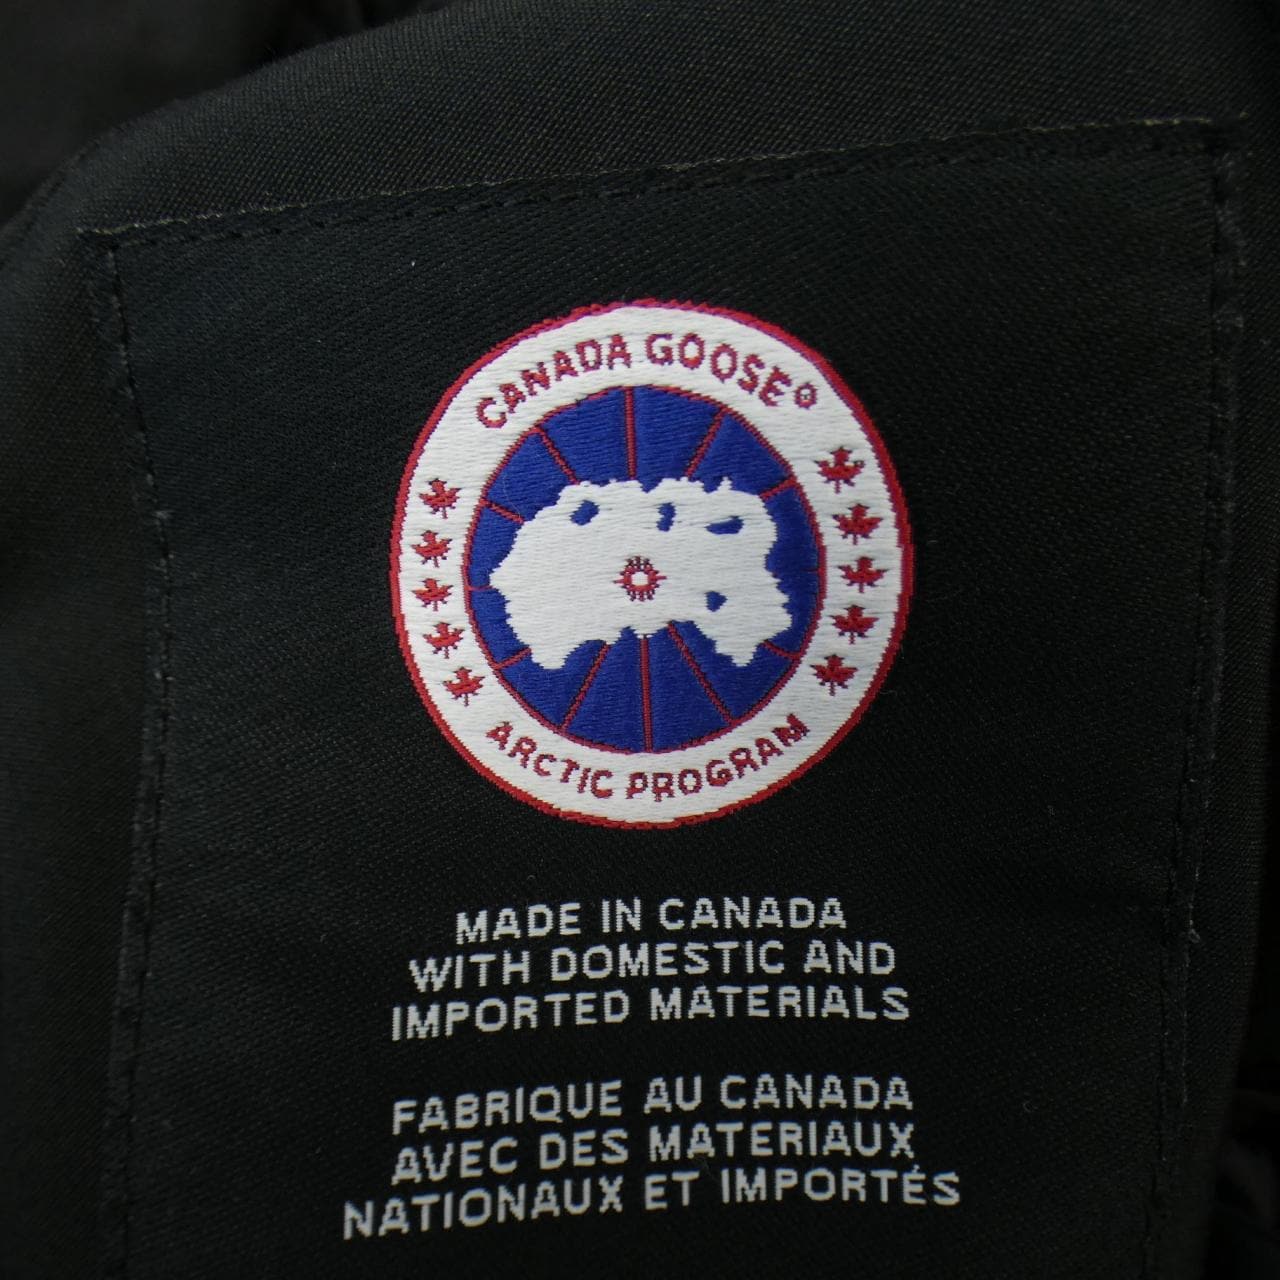 CANADA GOOSE®
ARCTIC PROGRAM
MADE IN CANADA
WITH DOMESTIC AND
IMPORTED MATERIALS
FABRIQUE AU CANADA
AVEC DES MATERIAUX
NATIONAUX ET IMPORTÉS